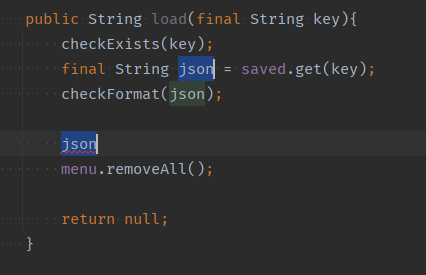 public String load(final String key){
checkExists(key);
final String json = saved.get(key);
checkFormat(json);
json
menu.removeAll();
return null;
}